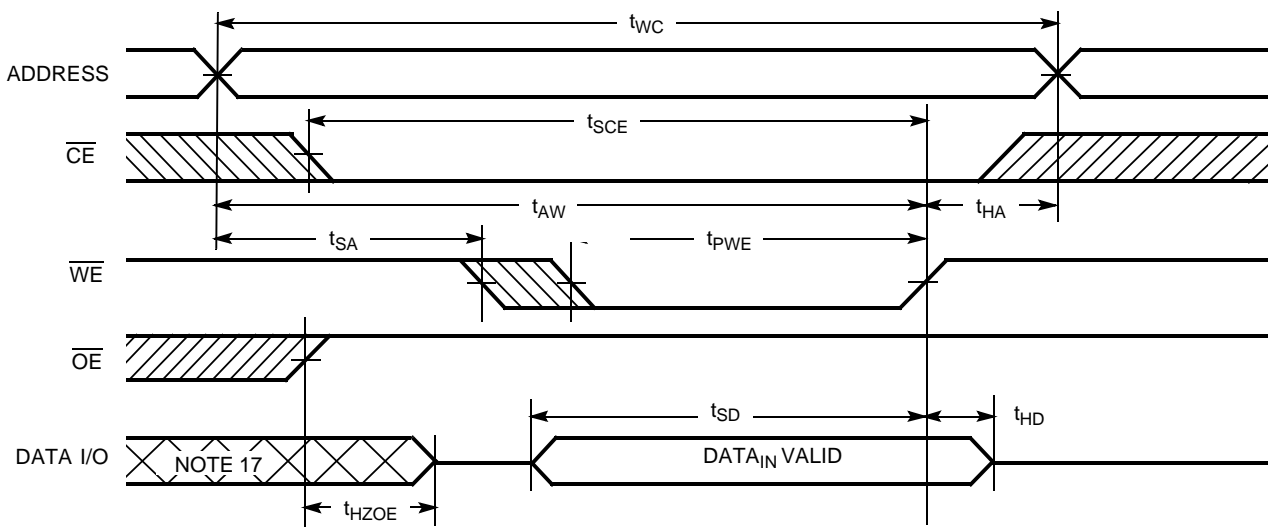 tWC
ADDRESS
tSCE
CE
tAW
tHA
tSA
tPWE
WE
OE
tSD
tHD
DATA I/O
NOTE 17
DATAIN VALID
tHZOE